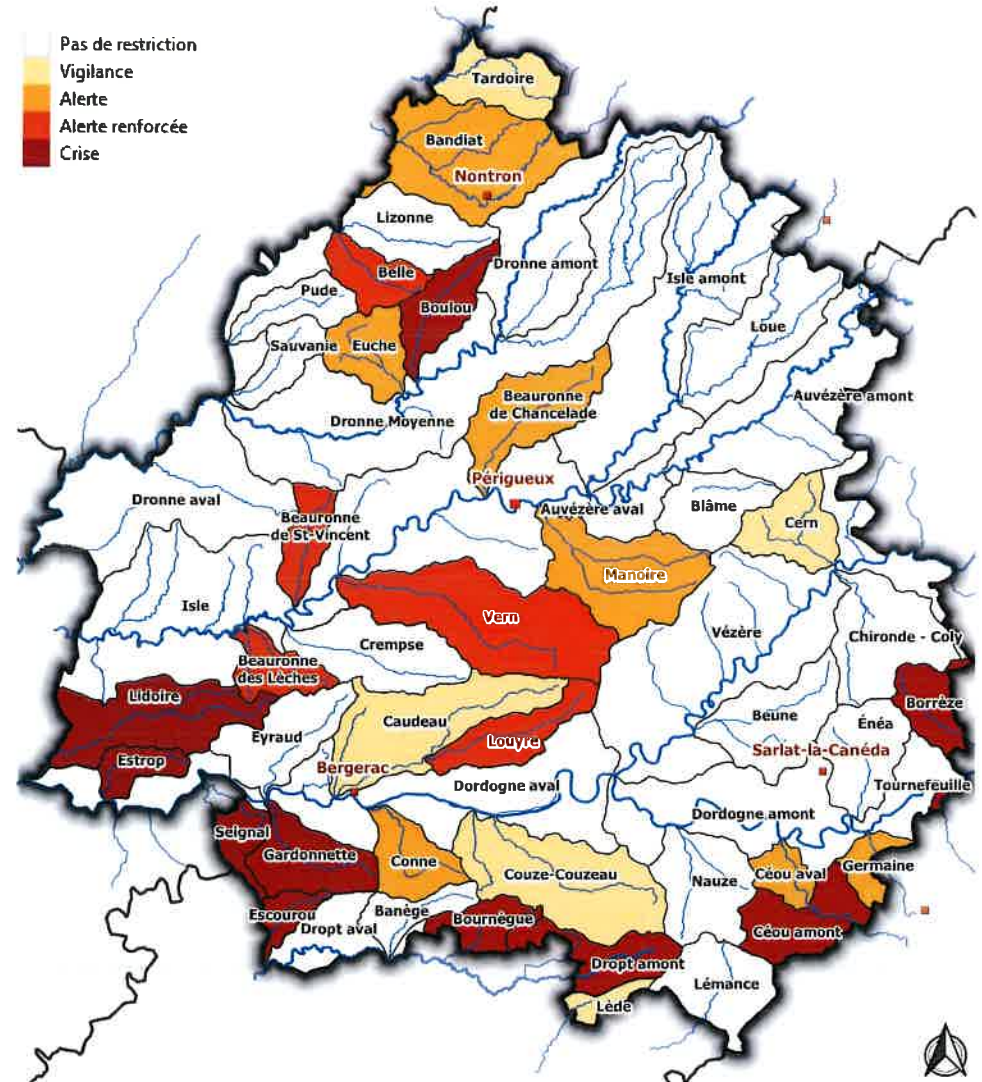 Pas de restriction
Vigilance
Alerte
Alerte renforcée
Crise
Tardoire
Bandiat
Nontron
Lizonne
Belle
Dronne amont
Isle amont
Pude
Boulou
Loue
Sauvanie
Euche
Beauronne
de Chancelade
Auvézère amont
Dronne Moyenne
Périgueux
Dronne aval
Auvézère aval
Blâme
Cern
Beauronne
de St-Vincent
Manoire
Isle
Vern
Vézère
Chironde - Coly
Crempse
Beauronne
des Lèches
Lidoire
Borrèze
Caudeau
Beune
Énéa
Eyraud
Louyre
Sarlat-la-Canéda
Estrop
Bergerac
Dordogne aval
Tournefeuille
Dordogne amont
Seignal
Gardonnette
Conne
Couze-Couzeau
Nauze
Céou aval
Germaine
Escourou
Banège
Bournègue
Dropt aval
Céou amont
Dropt amont
Lémance
Lède